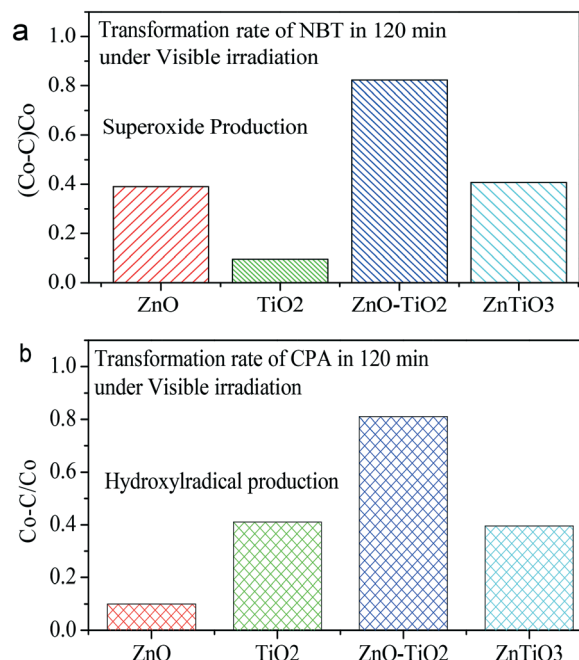 a
Transformation rate of NBT in 120 min
under Visible irradiation
Superoxide Production
(Co-C)Co
1.0
0.8
0.6
0.4
0.2
0.0
ZnO TiO2 ZnO-TiO2 ZnTiO3
b
Transformation rate of CPA in 120 min
under Visible irradiation
Hydroxylradical production
Co-C/Co
1.0
0.8
0.6
0.4
0.2
0.0
ZnO TiO2 ZnO-TiO2 ZnTiO3